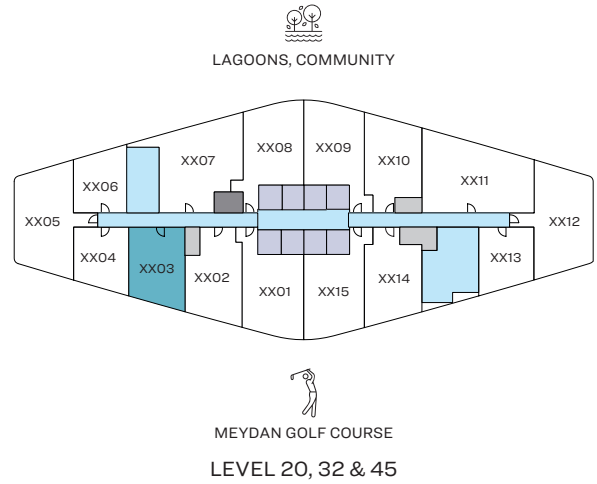 LAGOONS, COMMUNITY
XX08
XX09
XX07
XX10
XX06
XX11
XX05
XX12
XX04
XX03
XX02
XX14
XX13
XX01
XX15
MEYDAN GOLF COURSE
LEVEL 20, 32 & 45